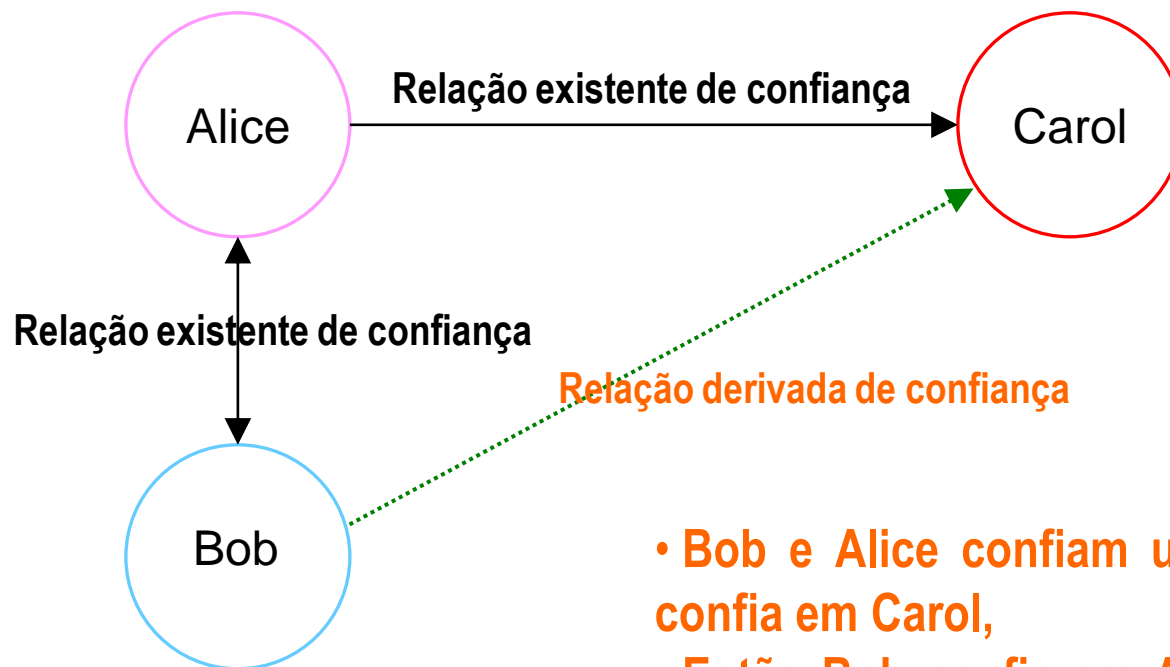 Relação existente de confiança
Alice
Carol
Relação existente de confiança
Relação derivada de confiança
Bob
• Bob e Alice confiam
confia em Carol,